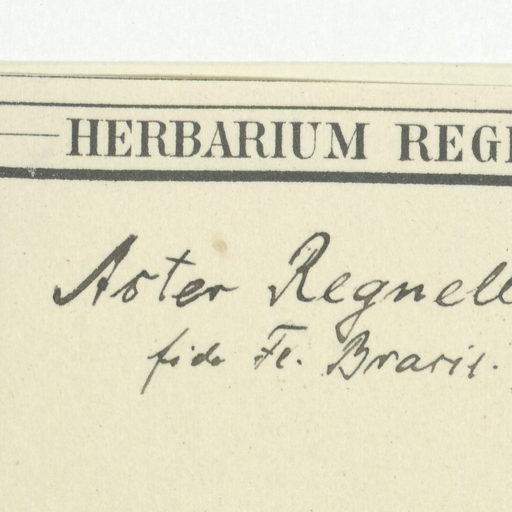 HERBARIUM REG
Aster Regnell
fide Fl. Brasil.